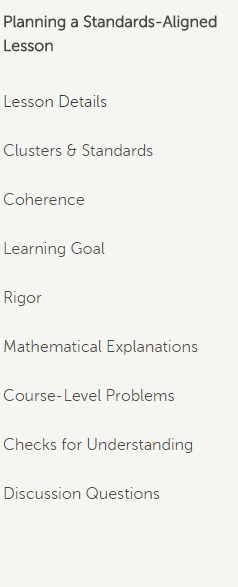 Planning a Standards-Aligned
Lesson
Lesson Details
Clusters & Standards
Coherence
Learning Goal
Rigor
Mathematical Explanations
Course-Level Problems
Checks for Understanding
Discussion Questions